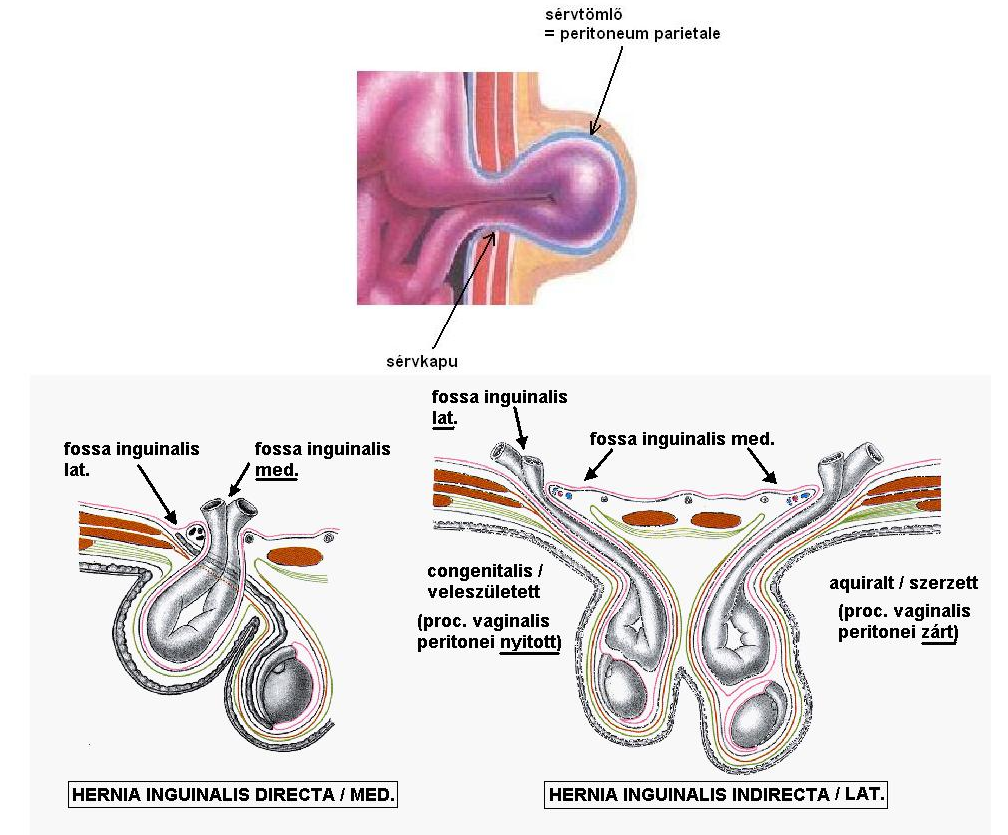 sérvtömlő
= peritoneum parietale
sérvkapu
fossa inguinalis
lat.
fossa inguinalis
med.
fossa inguinalis
lat.
fossa inguinalis med.
congenitalis /
veleszületett
(proc. vaginalis
peritonei nyitott)
aquiralt / szerzett
(proc. vaginalis
peritonei zárt)
HERNIA INGUINALIS DIRECTA / MED.
HERNIA INGUINALIS INDIRECTA / LAT.